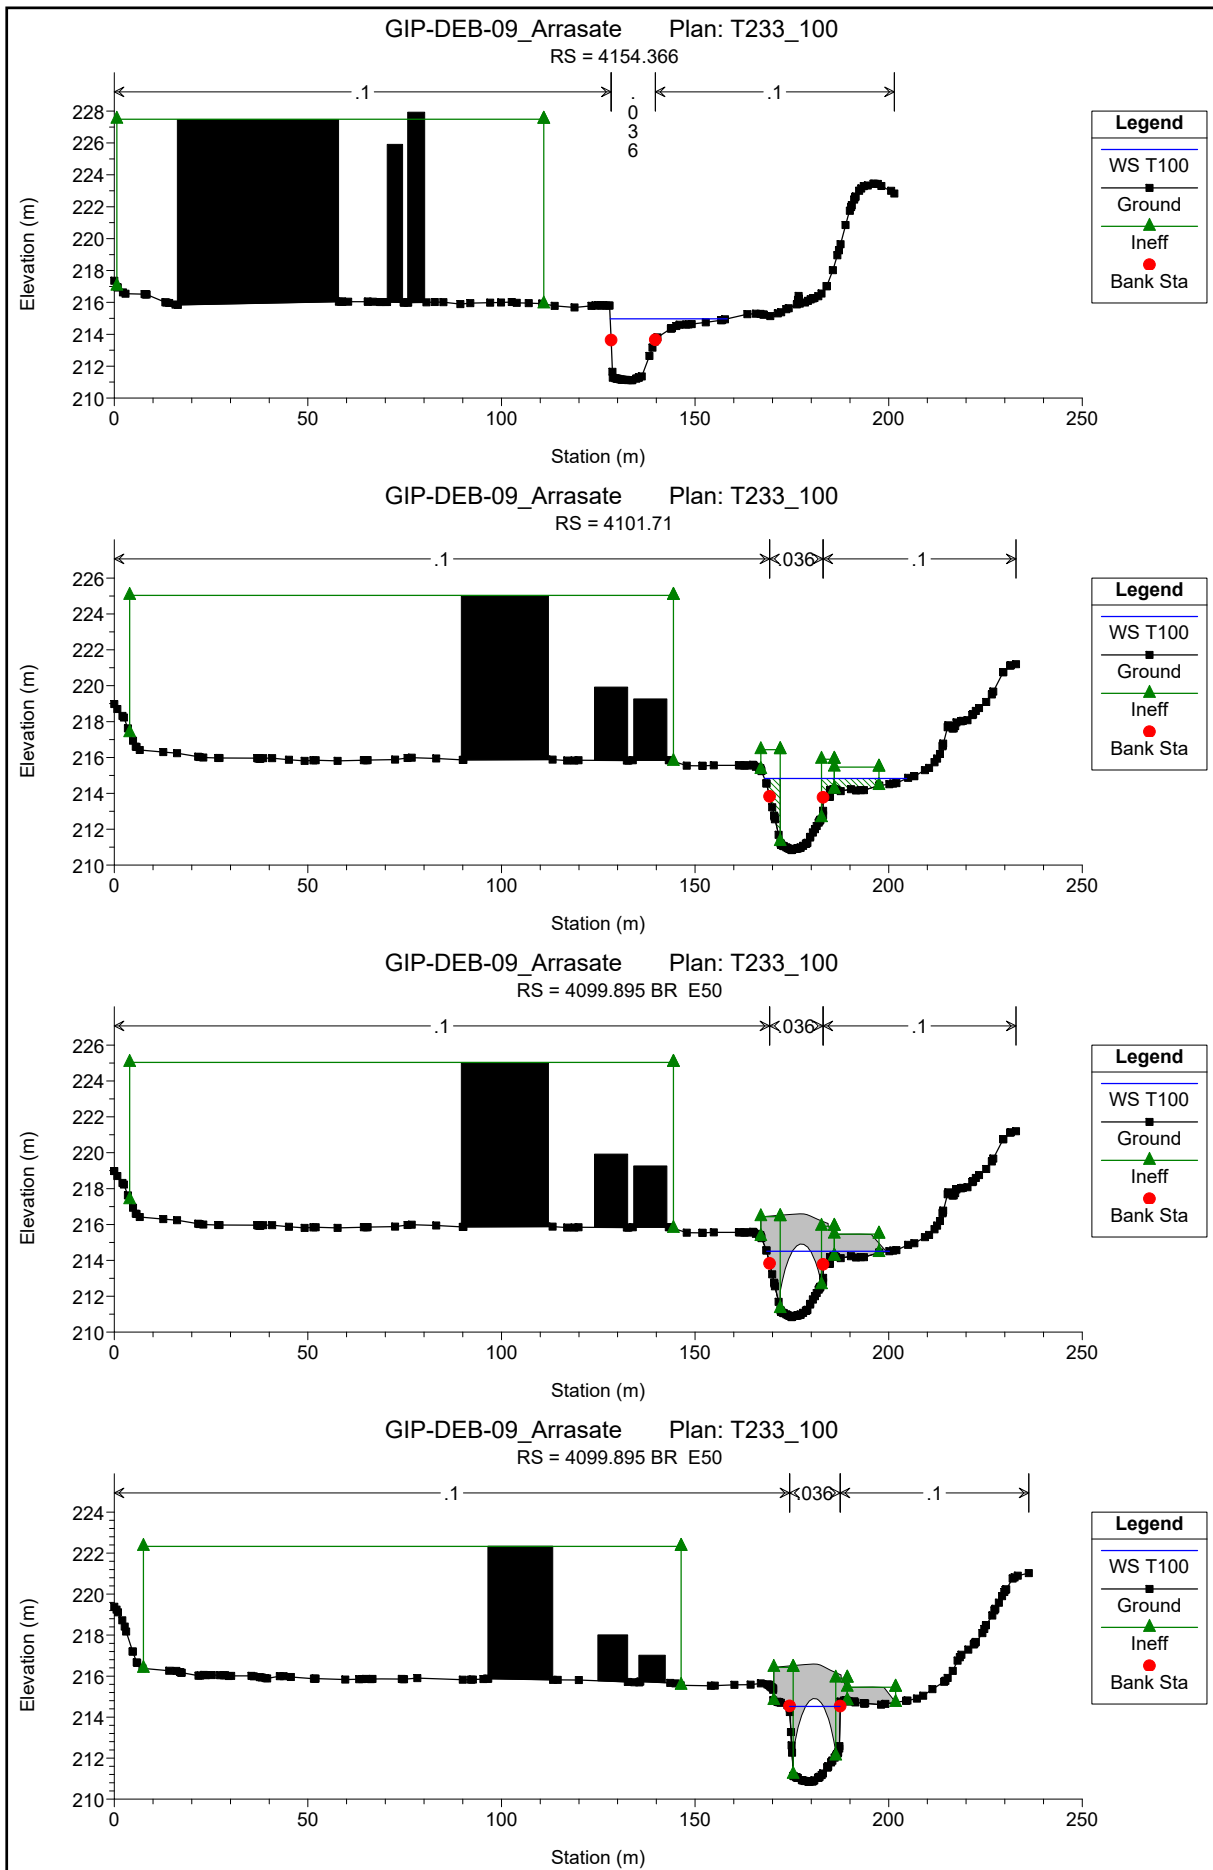 GIP-DEB-09_Arrasate Plan: T233_100
RS = 4154.366
.1
.036
.1
228
226
224
222
220
218
216
214
212
210
Elevation (m)
0 50 100 150 200 250
Station (m)
Legend
WS T100
Ground
Ineff
Bank Sta
GIP-DEB-09_Arrasate Plan: T233_100
RS = 4101.71
.1 .036 .1
226
224
222
220
218
216
214
212
210
Elevation (m)
0 50 100 150 200 250
Station (m)
Legend
WS T100
Ground
Ineff
Bank Sta
GIP-DEB-09_Arrasate Plan: T233_100
RS = 4099.895 BR E50
.1 .036 .1
226
224
222
220
218
216
214
212
210
Elevation (m)
0 50 100 150 200 250
Station (m)
Legend
WS T100
Ground
Ineff
Bank Sta
GIP-DEB-09_Arrasate Plan: T233_100
RS = 4099.895 BR E50
.1 .036 .1
224
222
220
218
216
214
212
210
Elevation (m)
0 50 100 150 200 250
Station (m)
Legend
WS T100
Ground
Ineff
Bank Sta